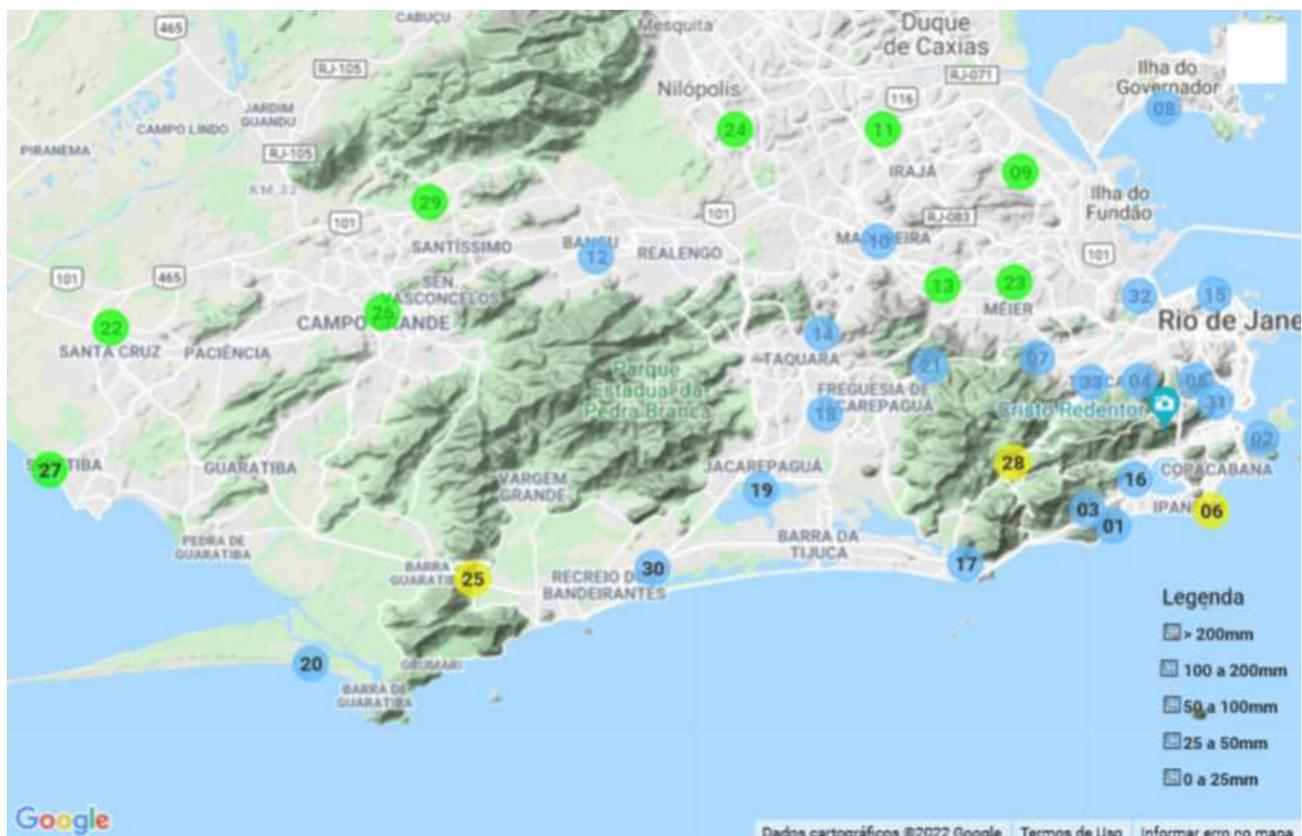 465
CABUÇU
Mesquita
Duque
de Caxias
RJ-071
Ilha do
Governador
RJ-105
Nilópolis
116
08
JARDIM
GUANDU
CAMPO LINDO
24
11
PIRANEMA
RJ-105
IRAJÁ
09
KM 32
29
Ilha do
Fundão
101
101
RJ-083
SANTÍSSIMO
BANGU
REALENGO
10
12
101
101
465
SEN
VASCONCELOS
13
23
32
15
26
CAMPO GRANDE
MÉIER
22
Rio de Jane
14
SANTA CRUZ
PACIÊNCIA
TAQUARA
21
07
Parque
Estadual da
Pedra Branca
33
04
05
FREGUESIA DE
JACAREPAGUÁ
18
Cristo Redentor
31
02
27
GUARATIBA
28
JACAREPAGUÁ
COPACABANA
VARGEM
GRANDE
19
16
IPAN
06
03
01
PEDRA DE
GUARATIBA
BARRA DA
TIJUCA
17
BARRA
GUARATIB
25
30
RECREIO DOS
BANDEIRANTES
Legenda
> 200mm
20
GRUMARI
100 a 200mm
BARRA DE
GUARATIBA
50 a 100mm
25 a 50mm
0 a 25mm
Google
Dados cartográficos ©2022 Google
Termos de Uso
Informar erro no mapa